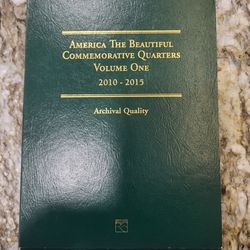 America The Beautiful
Commemorative Quarters
Volume One
2010 - 2015
Archival Quality